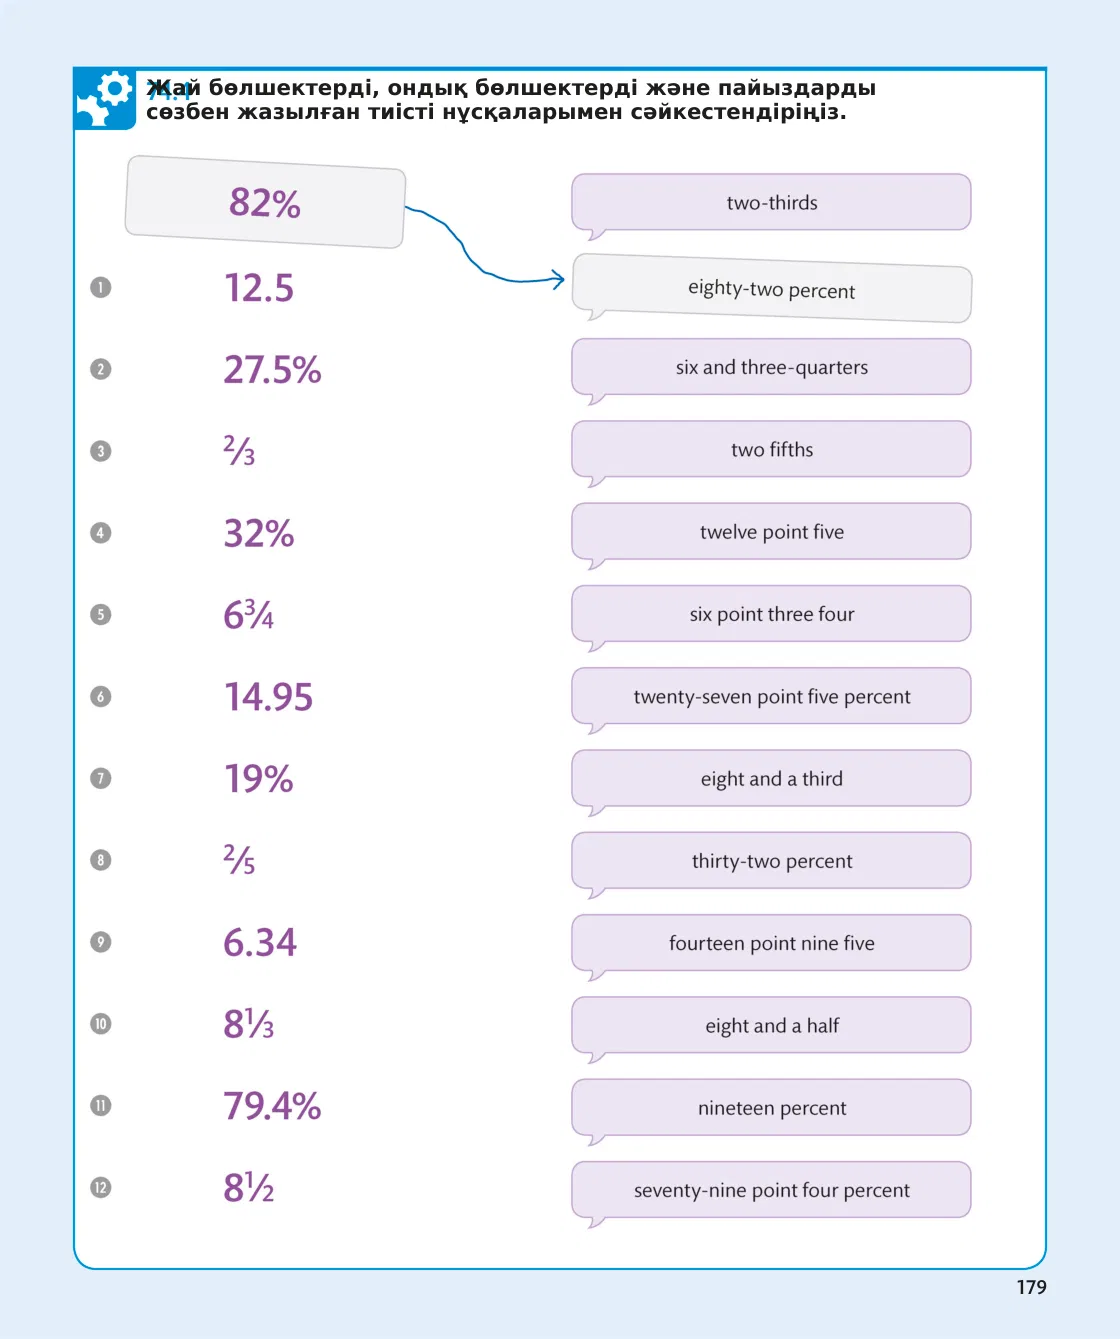 Жай бөлшектерді, ондық бөлшектерді және пайыздарды
сөзбен жазылған тиісті нұсқаларымен сәйкестендіріңіз.
82%
two-thirds
1 12.5
eighty-two percent
2 27.5%
six and three-quarters
3 ⅔
two fifths
4 32%
twelve point five
5 6¾
six point three four
6 14.95
twenty-seven point five percent
7 19%
eight and a third
8 ⅖
thirty-two percent
9 6.34
fourteen point nine five
10 8⅓
eight and a half
11 79.4%
nineteen percent
12 8½
seventy-nine point four percent
179